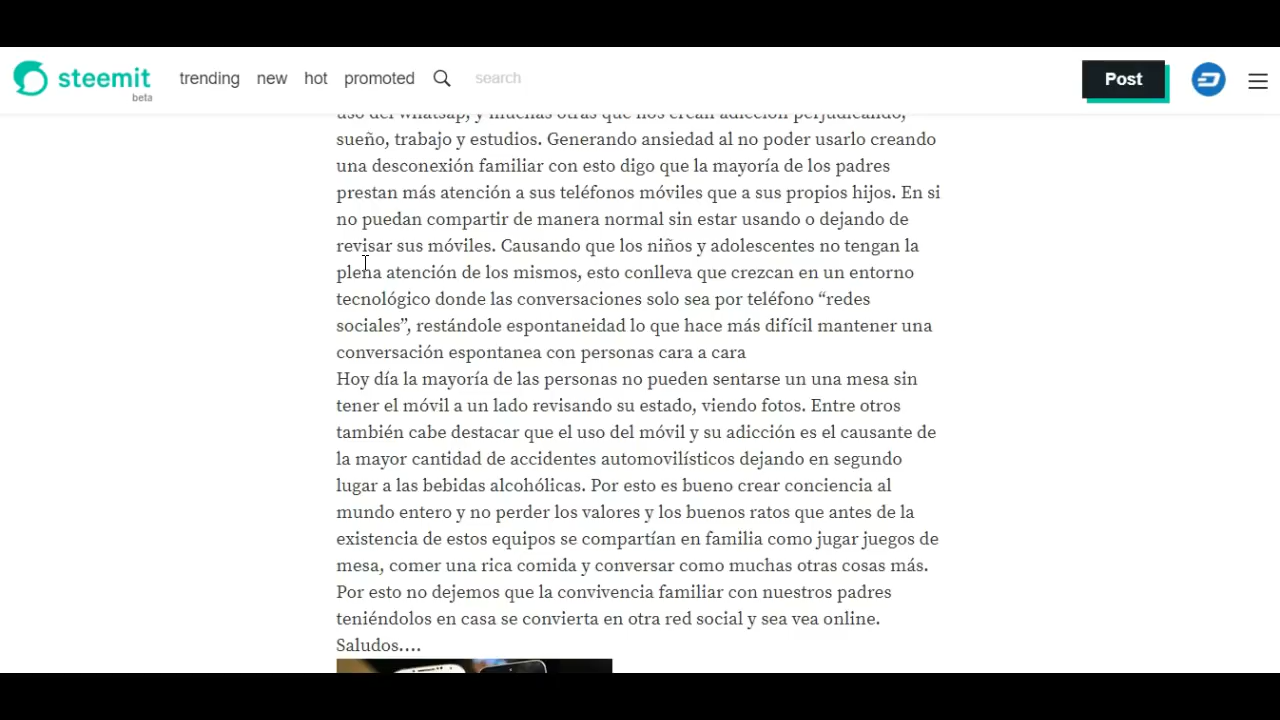 steemit
beta
trending new hot promoted search
Post
uso del whatsap, y muchas otras que nos crean adicción perjudicando,
sueño, trabajo y estudios. Generando ansiedad al no poder usarlo creando
una desconexión familiar con esto digo que la mayoría de los padres
prestan más atención a sus teléfonos móviles que a sus propios hijos. En si
no puedan compartir de manera normal sin estar usando o dejando de
revisar sus móviles. Causando que los niños y adolescentes no tengan la
plena atención de los mismos, esto conlleva que crezcan en un entorno
tecnológico donde las conversaciones solo sea por teléfono “redes
sociales”, restándole espontaneidad lo que hace más difícil mantener una
conversación espontanea con personas cara a cara
Hoy día la mayoría de las personas no pueden sentarse un una mesa sin
tener el móvil a un lado revisando su estado, viendo fotos. Entre otros
también cabe destacar que el uso del móvil y su adicción es el causante de
la mayor cantidad de accidentes automovilísticos dejando en segundo
lugar a las bebidas alcohólicas. Por esto es bueno crear conciencia al
mundo entero y no perder los valores y los buenos ratos que antes de la
existencia de estos equipos se compartían en familia como jugar juegos de
mesa, comer una rica comida y conversar como muchas otras cosas más.
Por esto no dejemos que la convivencia familiar con nuestros padres
teniéndolos en casa se convierta en otra red social y sea vea online.
Saludos….